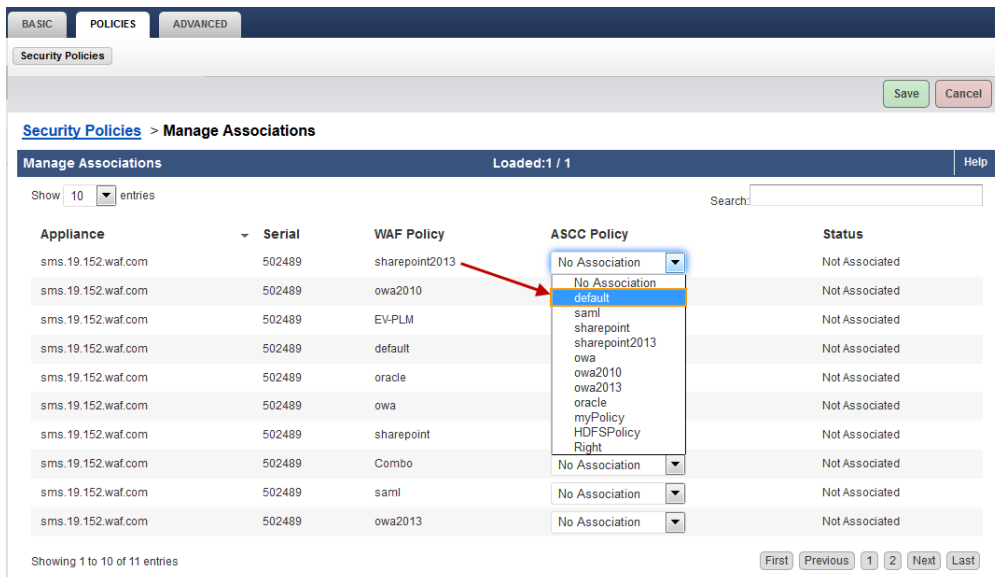 BASIC POLICIES ADVANCED
Security Policies
Save Cancel
Security Policies > Manage Associations
Manage Associations Loaded:1 / 1 Help
Show 10 entries Search:
Appliance Serial WAF Policy ASCC Policy Status
sms.19.152.waf.com 502489 sharepoint2013 No Association Not Associated
No Association
sms.19.152.waf.com 502489 owa2010 default Not Associated
saml
sms.19.152.waf.com 502489 EV-PLM sharepoint Not Associated
sharepoint2013
sms.19.152.waf.com 502489 default owa Not Associated
owa2010
sms.19.152.waf.com 502489 oracle owa2013 Not Associated
oracle
sms.19.152.waf.com 502489 owa myPolicy Not Associated
sms.19.152.waf.com 502489 sharepoint HDFSPolicy Not Associated
Right
sms.19.152.waf.com 502489 Combo No Association Not Associated
sms.19.152.waf.com 502489 saml No Association Not Associated
sms.19.152.waf.com 502489 owa2013 No Association Not Associated
Showing 1 to 10 of 11 entries First Previous 1 2 Next Last